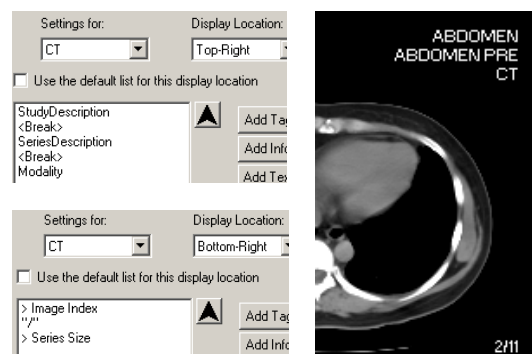 Settings for:
Display Location:
CT
Top-Right
Use the default list for this display location
StudyDescription
<Break>
SeriesDescription
<Break>
Modality
Add Tag
Add Info
Add Tex
Settings for:
Display Location:
CT
Bottom-Right
Use the default list for this display location
> Image Index
"/"
> Series Size
Add Tag
Add Info
ABDOMEN
ABDOMEN PRE
CT
2/11